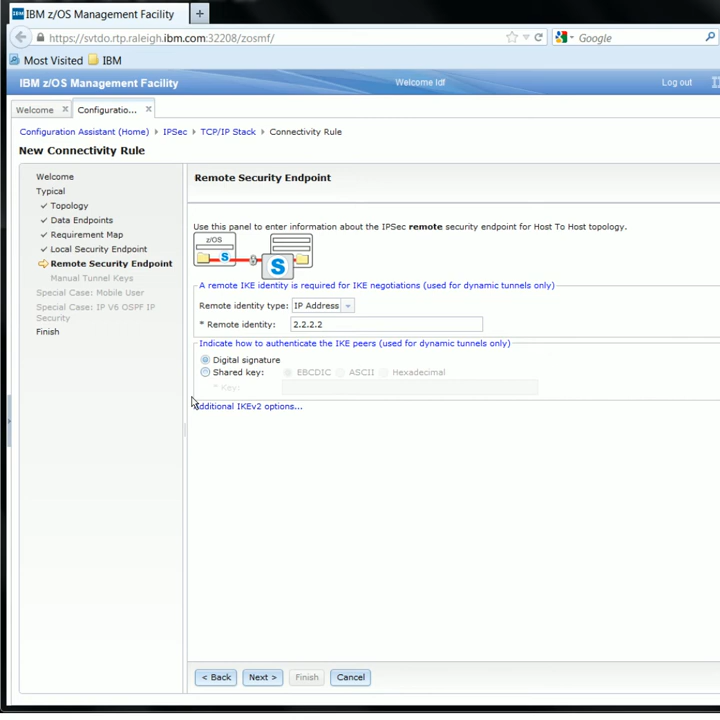 IBM z/OS Management Facility
https://svtdo.rtp.raleigh.ibm.com:32208/zosmf/
Google
Most Visited
IBM
IBM z/OS Management Facility
Welcome ldf
Log out
Welcome
Configuratio...
Configuration Assistant (Home)
IPSec
TCP/IP Stack
Connectivity Rule
New Connectivity Rule
Welcome
Typical
Topology
Data Endpoints
Requirement Map
Local Security Endpoint
Remote Security Endpoint
Manual Tunnel Keys
Special Case: Mobile User
Special Case: IP V6 OSPF IP
Security
Finish
Remote Security Endpoint
Use this panel to enter information about the IPSec remote security endpoint for Host To Host topology.
z/OS
S
S
A remote IKE identity is required for IKE negotiations (used for dynamic tunnels only)
Remote identity type: IP Address
* Remote identity: 2.2.2.2
Indicate how to authenticate the IKE peers (used for dynamic tunnels only)
Digital signature
Shared key: EBCDIC ASCII Hexadecimal
* Key:
Additional IKEv2 options...
< Back
Next >
Finish
Cancel